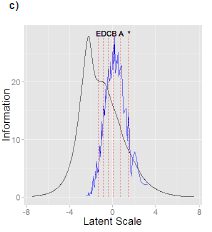 c)
EDCB A *
20
10
0
Information
-8 -4 0 4 8
Latent Scale